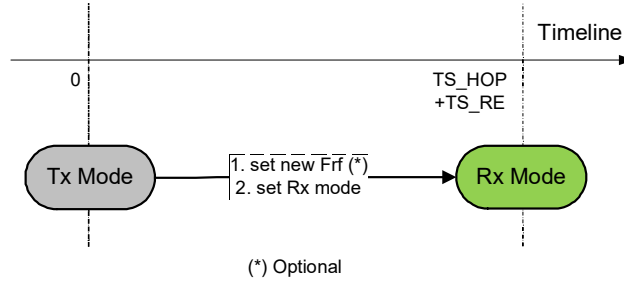 Timeline
0
TS_HOP
+TS_RE
Tx Mode
1. set new Frf (*)
2. set Rx mode
Rx Mode
(*) Optional